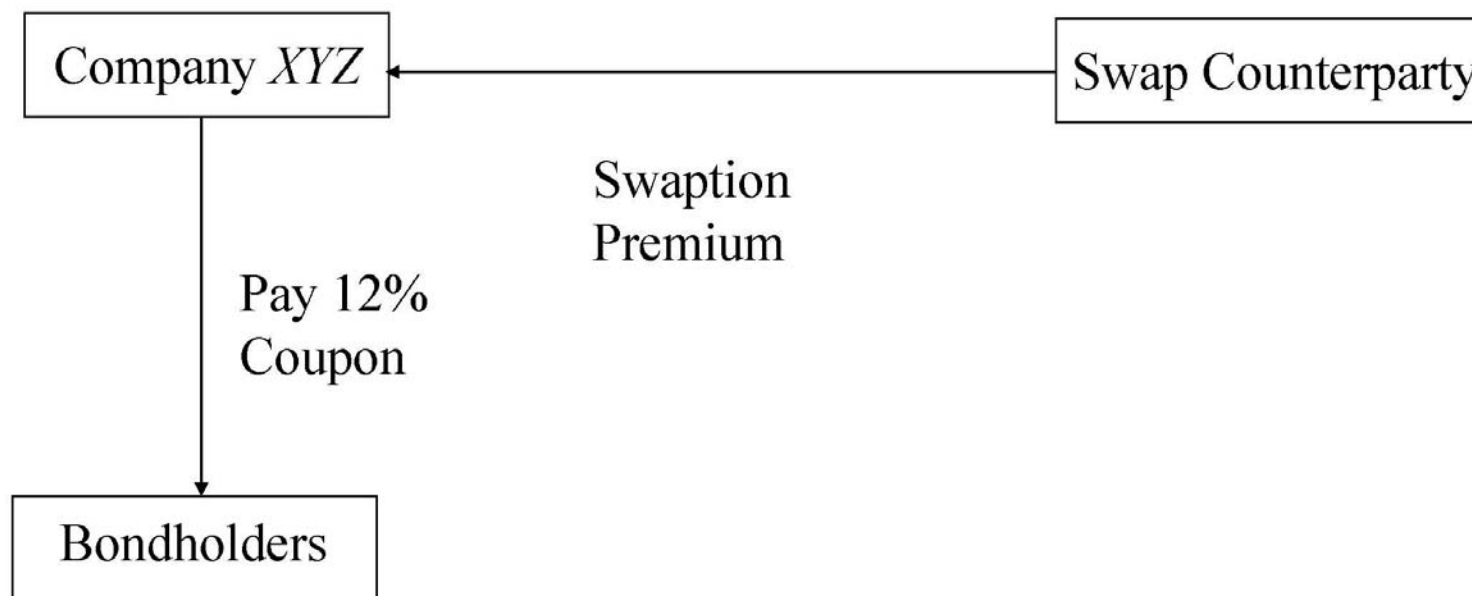 Company XYZ
Swap Counterparty
Swaption
Premium
Pay 12%
Coupon
Bondholders